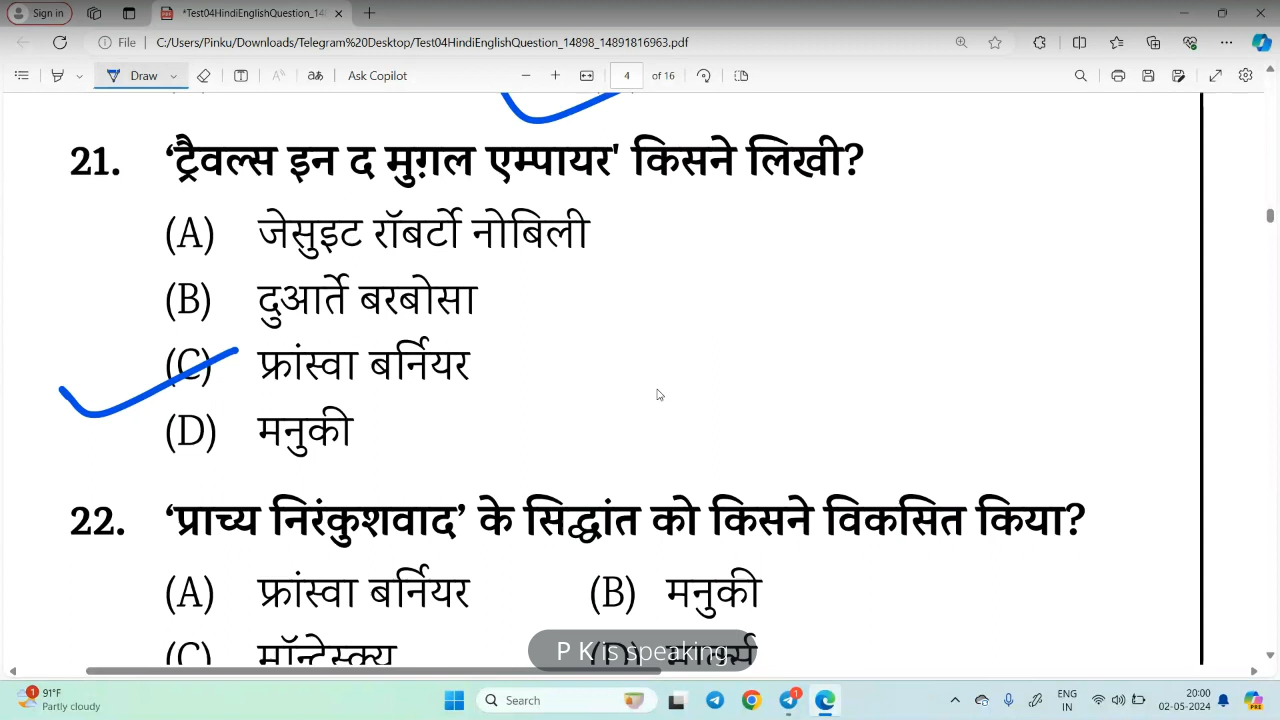 Sign in
*Test04HindiEnglishQuestion_148
File
C:/Users/Pinku/Downloads/Telegram%20Desktop/Test04HindiEnglishQuestion_14898_14891816963.pdf
Draw
Ask Copilot
4 of 16
21. ‘ट्रैवल्स इन द मुग़ल एम्पायर' किसने लिखी?
(A) जेसुइट रॉबर्टो नोबिली
(B) दुआर्ते बरबोसा
(C) फ्रांस्वा बर्नियर
(D) मनुकी
22. ‘प्राच्य निरंकुशवाद’ के सिद्धांत को किसने विकसित किया?
(A) फ्रांस्वा बर्नियर (B) मनुकी
(C) मॉन्टेस्क्यू (D) मार्क्स
P K is speaking
91°F
Partly cloudy
Search
ENG
IN
20:00
02-05-2024